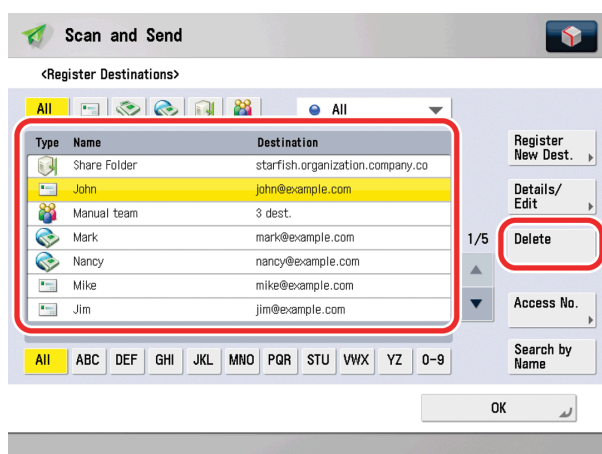 Scan and Send
<Register Destinations>
All
All
Type Name Destination
Share Folder starfish.organization.company.co
John john@example.com
Manual team 3 dest.
Mark mark@example.com
Nancy nancy@example.com
Mike mike@example.com
Jim jim@example.com
1/5
Register
New Dest.
Details/
Edit
Delete
Access No.
Search by
Name
All ABC DEF GHI JKL MNO PQR STU VWX YZ 0-9
OK